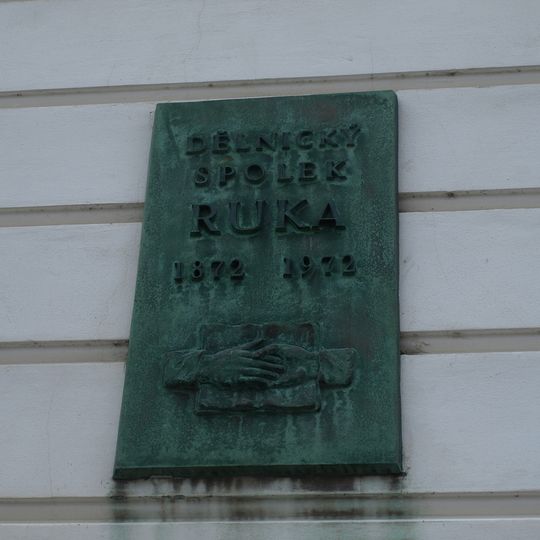 DĚLNICKÝ
SPOLEK
RUKA
1872 1972